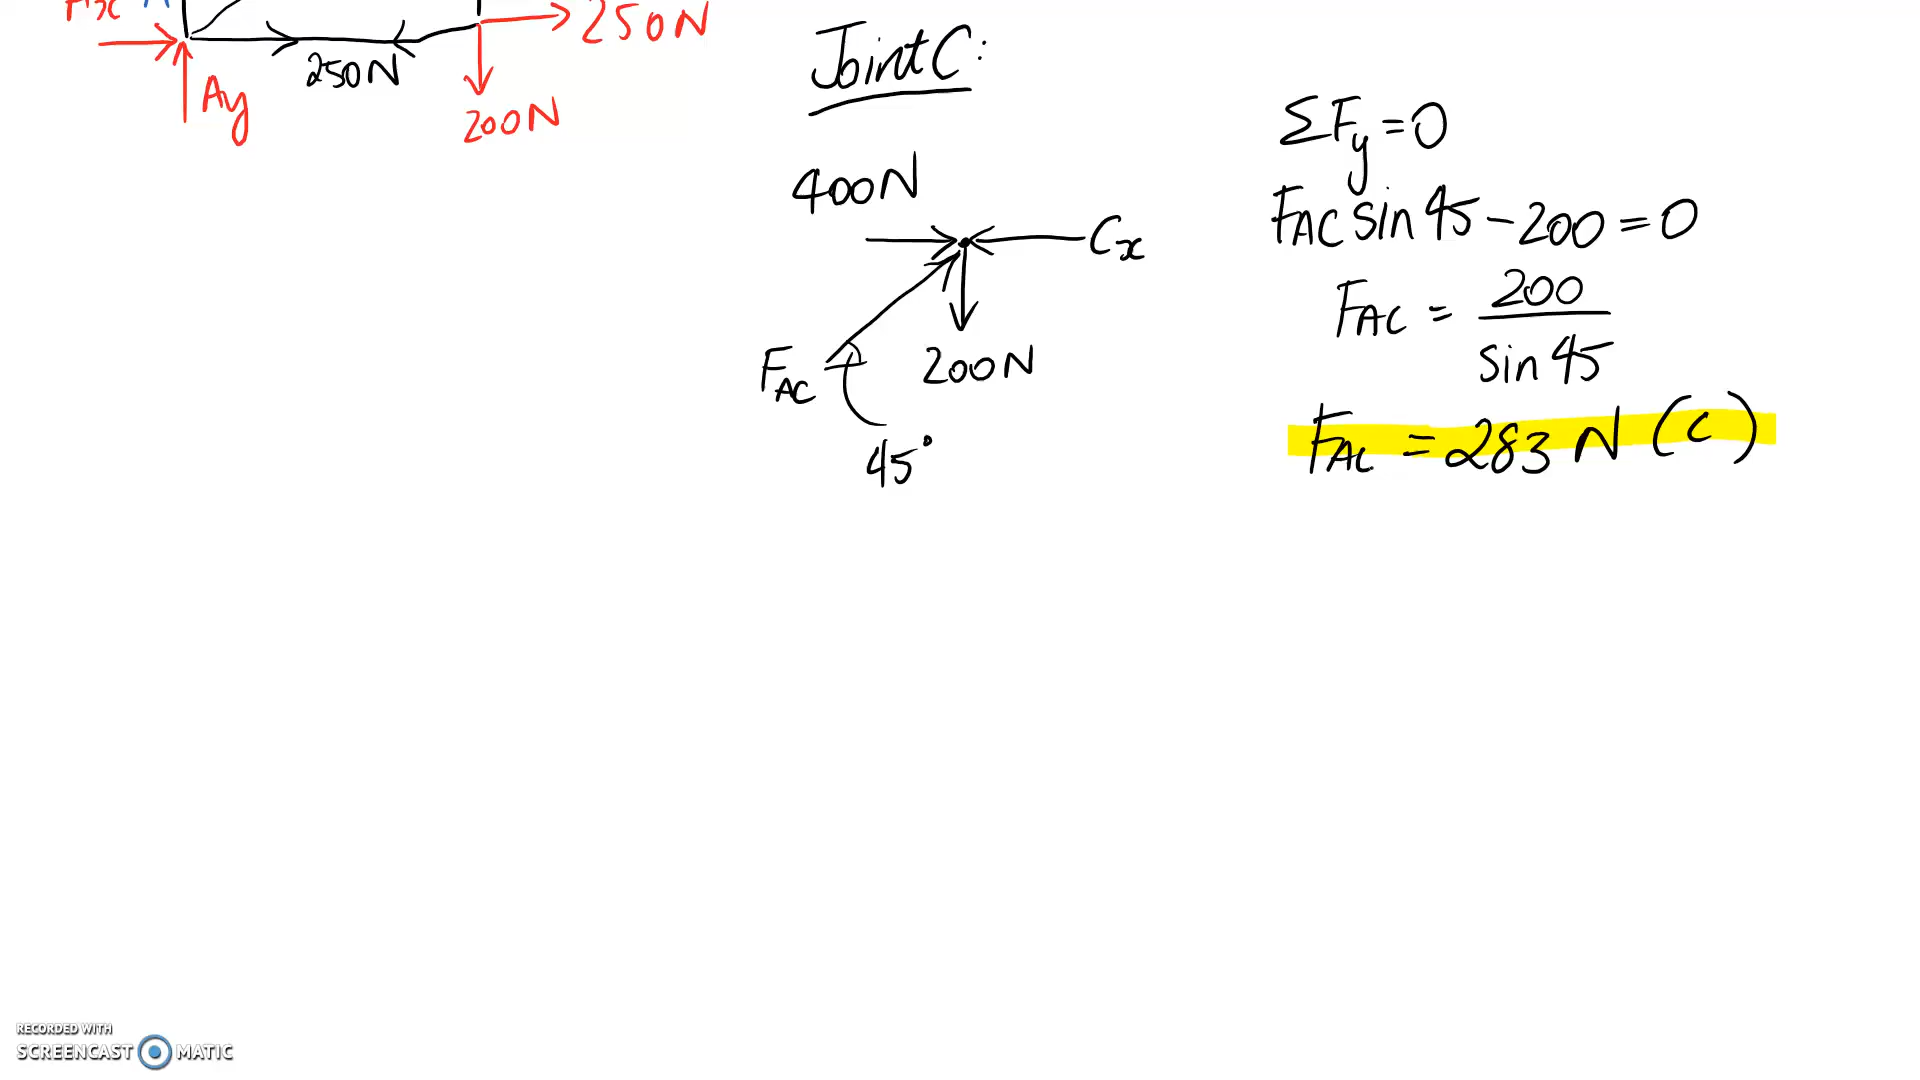 250N
250N
Ay
200N
Joint C:
400N
Cx
FAC
200N
45°
ΣFy=0
FAC sin 45 - 200 = 0
FAC = 200
sin 45
FAC = 283 N (C)
RECORDED WITH
SCREENCAST MATIC